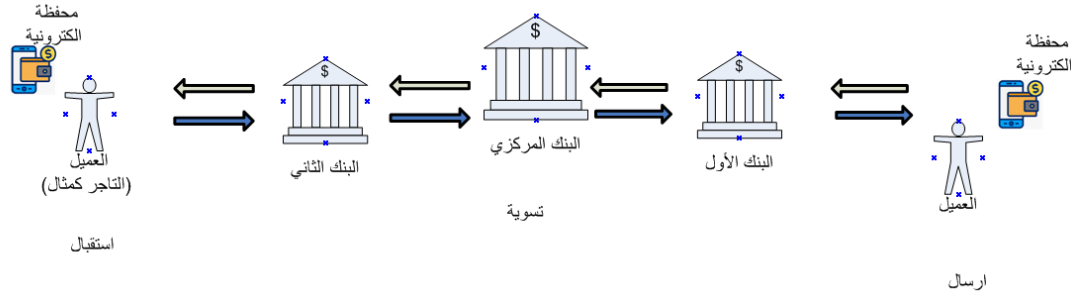 محفظة
الكترونية
العميل
ارسال
البنك الأول
البنك المركزي
تسوية
البنك الثاني
محفظة
الكترونية
العميل
(التاجر كمثال)
استقبال
$
$
$